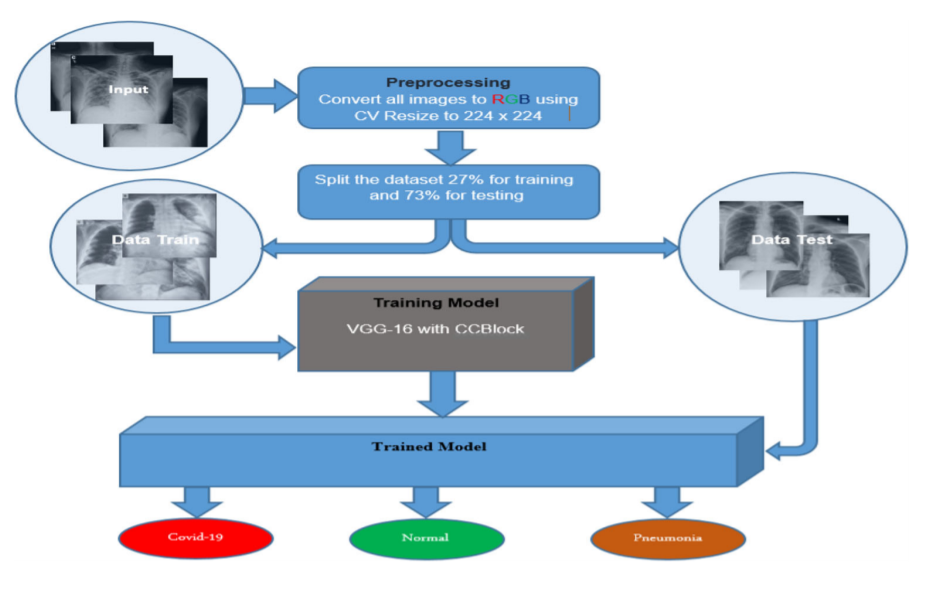 Input
Preprocessing
Convert all images to RGB using
CV Resize to 224 x 224
Split the dataset 27% for training
and 73% for testing
Data Train
Data Test
Training Model
VGG-16 with CCBlock
Trained Model
Covid-19
Normal
Pneumonia